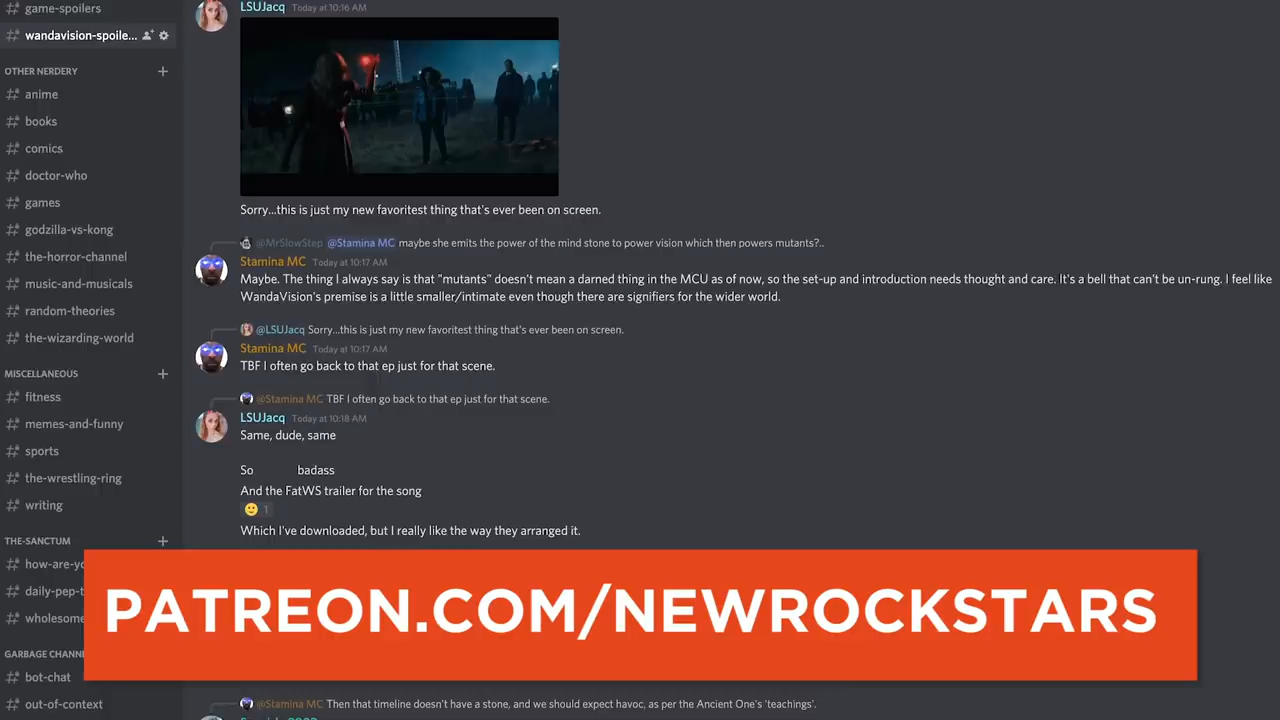 game-spoilers
wandavision-spoile...
OTHER NERDERY
anime
books
comics
doctor-who
games
godzilla-vs-kong
the-horror-channel
music-and-musicals
random-theories
the-wizarding-world
MISCELLANEOUS
fitness
memes-and-funny
sports
the-wrestling-ring
writing
THE-SANCTUM
how-are-yo
daily-pep-t
wholesome
GARBAGE CHANN
bot-chat
out-of-context
LSUJacq Today at 10:16 AM
Sorry...this is just my new favoritest thing that's ever been on screen.
@MrSlowStep @Stamina MC maybe she emits the power of the mind stone to power vision which then powers mutants?..
Stamina MC Today at 10:17 AM
Maybe. The thing I always say is that "mutants" doesn't mean a darned thing in the MCU as of now, so the set-up and introduction needs thought and care. It's a bell that can't be un-rung. I feel like
WandaVision's premise is a little smaller/intimate even though there are signifiers for the wider world.
@LSUJacq Sorry...this is just my new favoritest thing that's ever been on screen.
Stamina MC Today at 10:17 AM
TBF I often go back to that ep just for that scene.
@Stamina MC TBF I often go back to that ep just for that scene.
LSUJacq Today at 10:18 AM
Same, dude, same
So badass
And the FatWS trailer for the song
1
Which I've downloaded, but I really like the way they arranged it.
PATREON.COM/NEWROCKSTARS
@Stamina MC Then that timeline doesn't have a stone, and we should expect havoc, as per the Ancient One's 'teachings'.